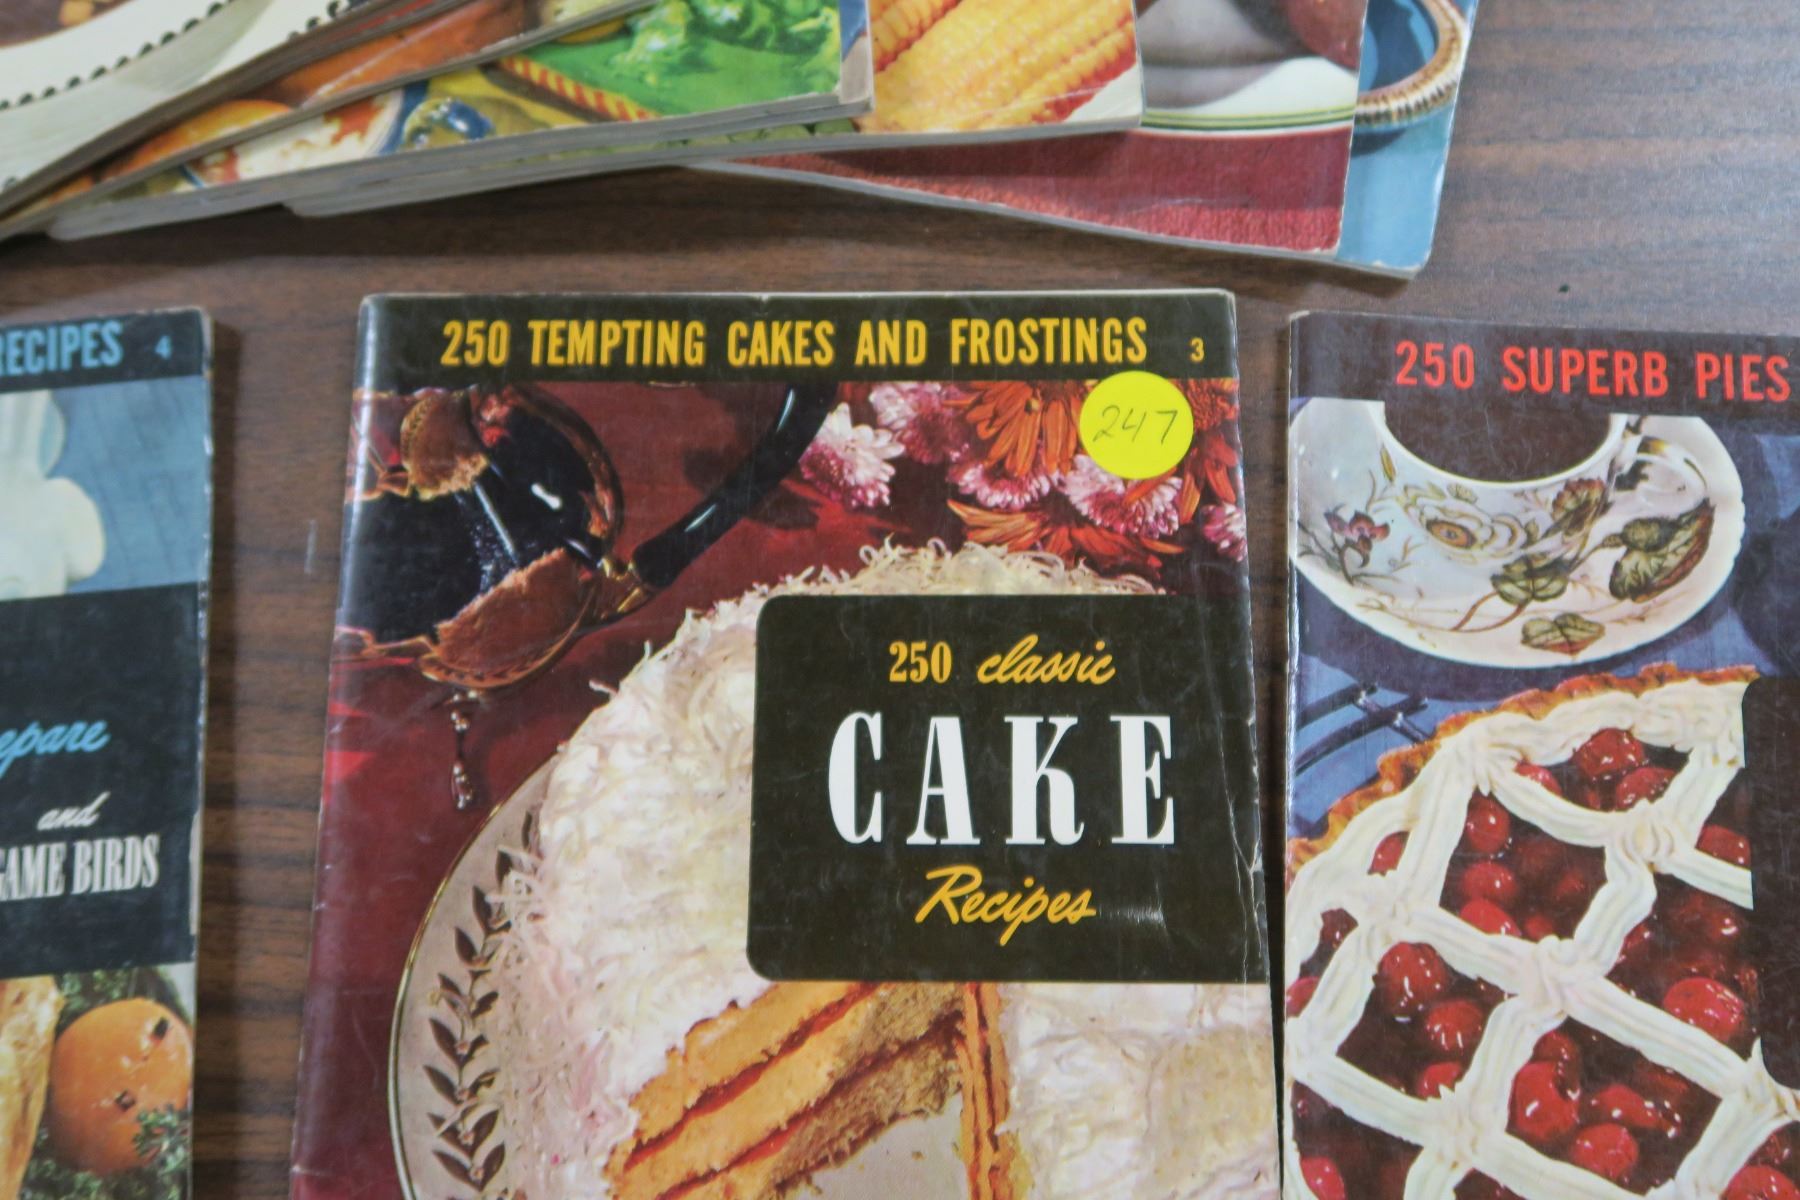 RECIPES 4
and
GAME BIRDS
250 TEMPTING CAKES AND FROSTINGS 3
247
250 classic
CAKE
Recipes
250 SUPERB PIES